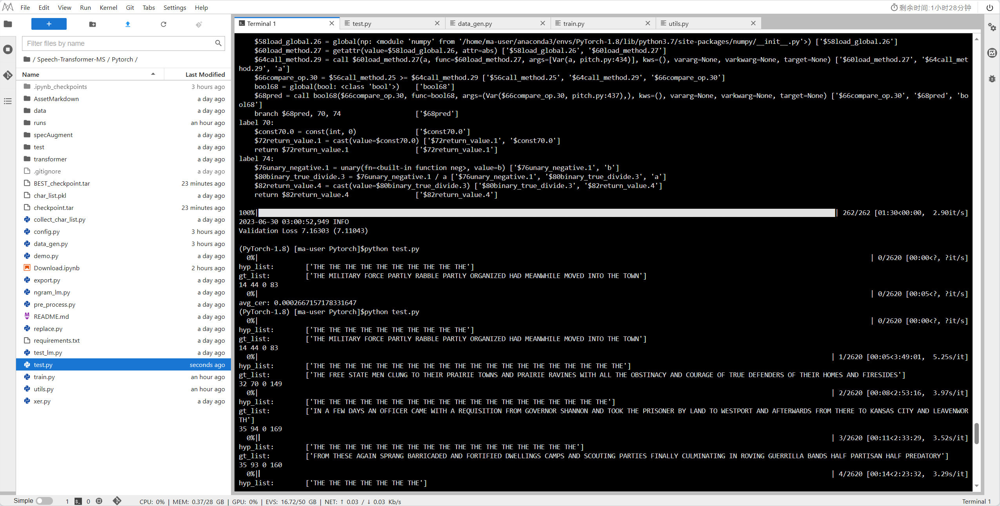 File Edit View Run Kernel Git Tabs Settings Help
剩余时间:1小时28分钟
+
Filter files by name
/ Speech-Transformer-MS / Pytorch /
Name Last Modified
.ipynb_checkpoints 3 hours ago
AssetMarkdown a day ago
data a day ago
runs an hour ago
specAugment a day ago
test a day ago
transformer a day ago
.gitignore a day ago
BEST_checkpoint.tar 23 minutes ago
char_list.pkl a day ago
checkpoint.tar 23 minutes ago
collect_char_list.py a day ago
config.py 3 hours ago
data_gen.py 3 hours ago
demo.py a day ago
Download.ipynb 2 hours ago
export.py a day ago
ngram_lm.py a day ago
pre_process.py a day ago
README.md a day ago
replace.py a day ago
requirements.txt a day ago
test_lm.py a day ago
test.py seconds ago
train.py an hour ago
utils.py an hour ago
xer.py a day ago
Terminal 1 test.py data_gen.py train.py utils.py
$58load_global.26 = global(np: <module 'numpy' from '/home/ma-user/anaconda3/envs/PyTorch-1.8/lib/python3.7/site-packages/numpy/__init__.py'>) ['$58load_global.26']
$60load_method.27 = getattr(value=$58load_global.26, attr=abs) ['$58load_global.26', '$60load_method.27']
$64call_method.29 = call $60load_method.27(a, func=$60load_method.27, args=[Var(a, pitch.py:434)], kws=(), vararg=None, varkwarg=None, target=None) ['$60load_method.27', '$64call_met
hod.29', 'a']
$66compare_op.30 = $56call_method.25 >= $64call_method.29 ['$56call_method.25', '$64call_method.29', '$66compare_op.30']
bool68 = global(bool: <class 'bool'>) ['bool68']
$68pred = call bool68($66compare_op.30, func=bool68, args=(Var($66compare_op.30, pitch.py:437),), kws=(), vararg=None, varkwarg=None, target=None) ['$66compare_op.30', '$68pred', 'bo
ol68']
branch $68pred, 70, 74 ['$68pred']
label 70:
$const70.0 = const(int, 0) ['$const70.0']
$72return_value.1 = cast(value=$const70.0) ['$72return_value.1', '$const70.0']
return $72return_value.1 ['$72return_value.1']
label 74:
$76unary_negative.1 = unary(fn=<built-in function neg>, value=b) ['$76unary_negative.1', 'b']
$80binary_true_divide.3 = $76unary_negative.1 / a ['$76unary_negative.1', '$80binary_true_divide.3', 'a']
$82return_value.4 = cast(value=$80binary_true_divide.3) ['$80binary_true_divide.3', '$82return_value.4']
return $82return_value.4 ['$82return_value.4']
100%| | 262/262 [01:30<00:00, 2.90it/s]
2023-06-30 03:00:52,949 INFO
Validation Loss 7.16303 (7.11043)
(PyTorch-1.8) [ma-user Pytorch]$python test.py
0%| | 0/2620 [00:00<?, ?it/s]
hyp_list: ['THE THE THE THE THE THE THE THE THE THE']
gt_list: ['THE MILITARY FORCE PARTLY RABBLE PARTLY ORGANIZED HAD MEANWHILE MOVED INTO THE TOWN']
14 44 0 83
0%| | 0/2620 [00:05<?, ?it/s]
avg_cer: 0.0002667157178331647
(PyTorch-1.8) [ma-user Pytorch]$python test.py
0%| | 0/2620 [00:00<?, ?it/s]
hyp_list: ['THE THE THE THE THE THE THE THE THE THE']
gt_list: ['THE MILITARY FORCE PARTLY RABBLE PARTLY ORGANIZED HAD MEANWHILE MOVED INTO THE TOWN']
14 44 0 83
0%| | 1/2620 [00:05<3:49:01, 5.25s/it]
hyp_list: ['THE THE THE THE THE THE THE THE THE THE THE THE THE THE THE THE THE THE THE THE']
gt_list: ['THE FREE STATE MEN CLUNG TO THEIR PRAIRIE TOWNS AND PRAIRIE RAVINES WITH ALL THE OBSTINACY AND COURAGE OF TRUE DEFENDERS OF THEIR HOMES AND FIRESIDES']
32 70 0 149
0%| | 2/2620 [00:08<2:53:16, 3.97s/it]
hyp_list: ['THE THE THE THE THE THE THE THE THE THE THE THE THE THE THE THE THE THE THE']
gt_list: ['IN A FEW DAYS AN OFFICER CAME WITH A REQUISITION FROM GOVERNOR SHANNON AND TOOK THE PRISONER BY LAND TO WESTPORT AND AFTERWARDS FROM THERE TO KANSAS CITY AND LEAVENWOR
TH']
35 94 0 169
0%| | 3/2620 [00:11<2:33:29, 3.52s/it]
hyp_list: ['THE THE THE THE THE THE THE THE THE THE THE THE THE THE THE THE THE']
gt_list: ['FROM THESE AGAIN SPRANG BARRICADED AND FORTIFIED DWELLINGS CAMPS AND SCOUTING PARTIES FINALLY CULMINATING IN ROVING GUERRILLA BANDS HALF PARTISAN HALF PREDATORY']
35 93 0 160
0%| | 4/2620 [00:14<2:23:32, 3.29s/it]
hyp_list: ['THE THE THE THE THE THE THE']
Simple 1 0 CPU: 0% | MEM: 0.37/28 GB | GPU: 0% | EVS: 16.72/50 GB | NET: ↑ 0.03 / ↓ 0.03 Kb/s Terminal 1